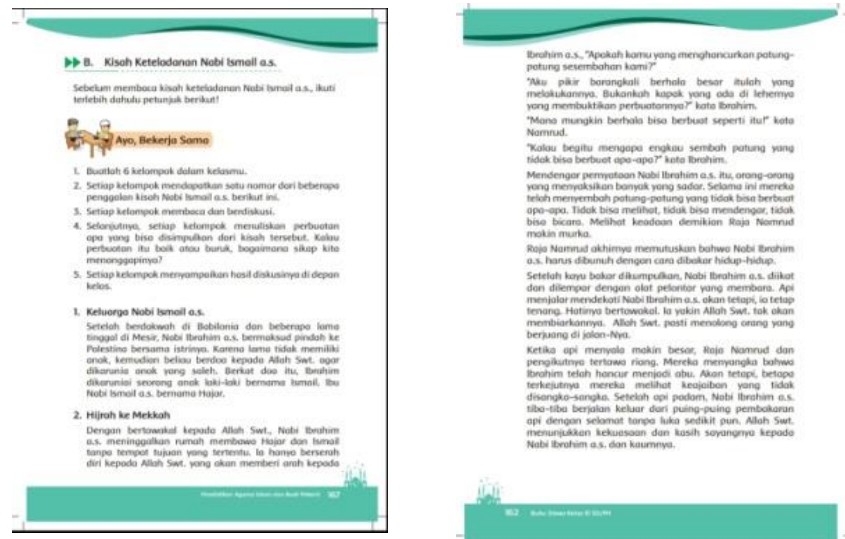 B. Kisah Keteladanan Nabi Ismail a.s.
Sebelum membaca kisah keteladanan Nabi Ismail a.s., ikuti
terlebih dahulu petunjuk berikut!
Ayo, Bekerja Sama
1. Buatlah 6 kelompok dalam kelasmu.
2. Setiap kelompok mendapatkan satu nomor dari beberapa
penggalan kisah Nabi Ismail a.s. berikut ini.
3. Setiap kelompok membaca dan berdiskusi.
4. Selanjutnya, setiap kelompok menuliskan perbuatan
apa yang bisa disimpulkan dari kisah tersebut. Kalau
perbuatan itu baik atau buruk, bagaimana sikap kita
menanggapinya?
5. Setiap kelompok menyampaikan hasil diskusinya di depan
kelas.
1. Keluarga Nabi Ismail a.s.
Setelah berdakwah di Babilonia dan beberapa lama
tinggal di Mesir, Nabi Ibrahim a.s. bermaksud pindah ke
Palestina bersama istrinya. Karena lama tidak memiliki
anak, kemudian beliau berdoa kepada Allah Swt. agar
dikarunia anak yang saleh. Berkat doa itu, Ibrahim
dikaruniai seorang anak laki-laki bernama Ismail. Ibu
Nabi Ismail a.s. bernama Hajar.
2. Hijrah ke Mekkah
Dengan bertawakal kepada Allah Swt., Nabi Ibrahim
a.s. meninggalkan rumah membawa Hajar dan Ismail
tanpa tempat tujuan yang tertentu. Ia hanya berserah
diri kepada Allah Swt. yang akan memberi arah kepada
Pendidikan Agama Islam dan Budi Pekerti 167
Ibrahim a.s., "Apakah kamu yang menghancurkan patung-
patung sesembahan kami?"
"Aku pikir barangkali berhala besar itulah yang
melakukannya. Bukankah kapak yang ada di lehernya
yang membuktikan perbuatannya?" kata Ibrahim.
"Mana mungkin berhala bisa berbuat seperti itu!" kata
Namrud.
"Kalau begitu mengapa engkau sembah patung yang
tidak bisa berbuat apa-apa?" kata Ibrahim.
Mendengar pernyataan Nabi Ibrahim a.s. itu, orang-orang
yang menyaksikan banyak yang sadar. Selama ini mereka
telah menyembah patung-patung yang tidak bisa berbuat
apa-apa. Tidak bisa melihat, tidak bisa mendengar, tidak
bisa bicara. Melihat keadaan demikian Raja Namrud
makin murka.
Raja Namrud akhirnya memutuskan bahwa Nabi Ibrahim
a.s. harus dibunuh dengan cara dibakar hidup-hidup.
Setelah kayu bakar dikumpulkan, Nabi Ibrahim a.s. diikat
dan dilempar dengan alat pelontar yang membara. Api
menjalar mendekati Nabi Ibrahim a.s. akan tetapi, ia tetap
tenang. Hatinya bertawakal. Ia yakin Allah Swt. tak akan
membiarkannya. Allah Swt. pasti menolong orang yang
berjuang di jalan-Nya.
Ketika api menyala makin besar, Raja Namrud dan
pengikutnya tertawa riang. Mereka menyangka bahwa
Ibrahim telah hancur menjadi abu. Akan tetapi, betapa
terkejutnya mereka melihat keajaiban yang tidak
disangka-sangka. Setelah api padam, Nabi Ibrahim a.s.
tiba-tiba berjalan keluar dari puing-puing pembakaran
api dengan selamat tanpa luka sedikit pun. Allah Swt.
menunjukkan kekuasaan dan kasih sayangnya kepada
Nabi Ibrahim a.s. dan kaumnya.
162 Buku Siswa Kelas III SD/MI